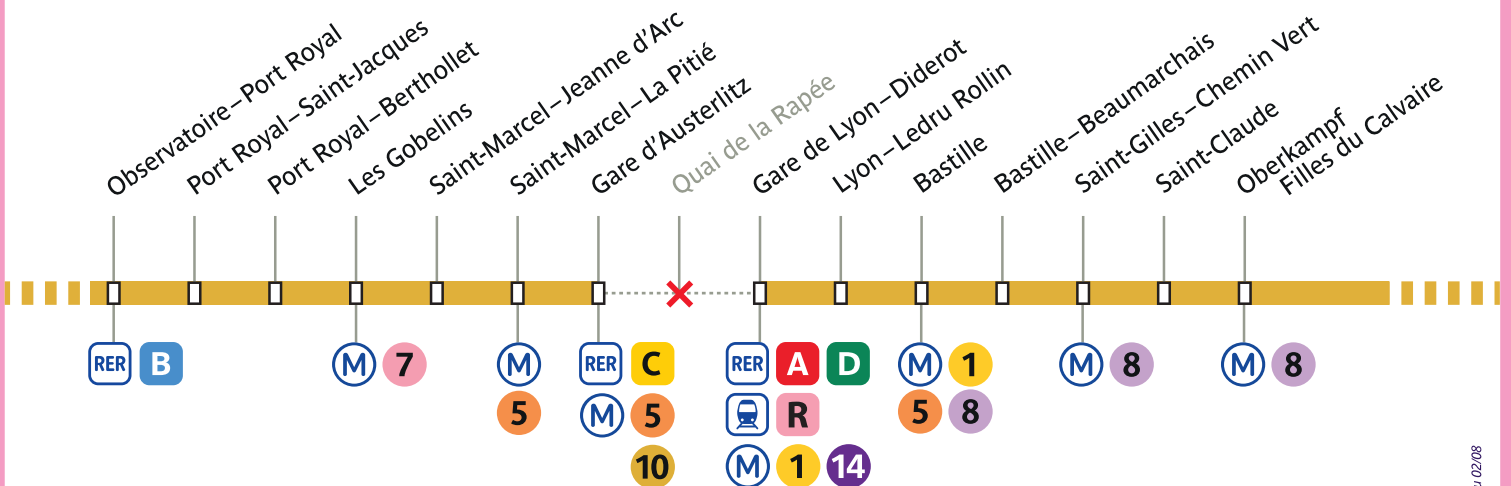 Observatoire – Port Royal
Port Royal – Saint-Jacques
Port Royal – Berthollet
Les Gobelins
Saint-Marcel – Jeanne d'Arc
Saint-Marcel – La Pitié
Gare d'Austerlitz
Quai de la Rapée
Gare de Lyon – Diderot
Lyon – Ledru Rollin
Bastille
Bastille – Beaumarchais
Saint-Gilles – Chemin Vert
Saint-Claude
Oberkampf
Filles du Calvaire
RER B
M 7
M
5
RER C
M 5
10
RER A D
R
M 1 14
M 1
5 8
M 8
M 8
02/08